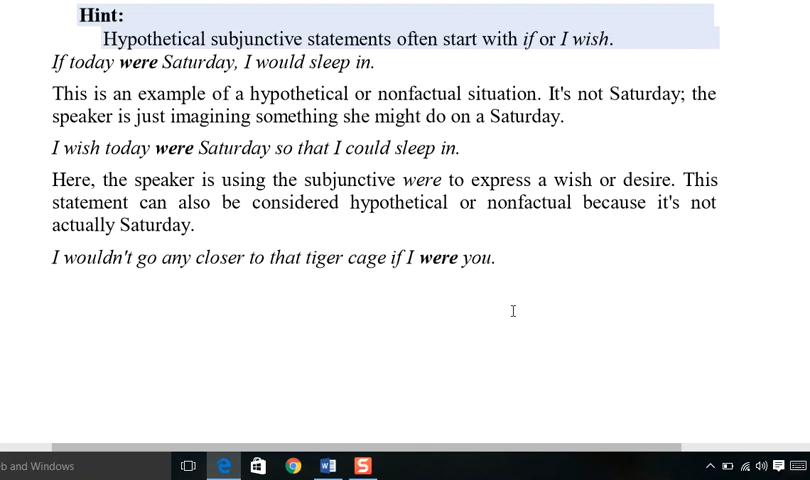 Hint:
Hypothetical subjunctive statements often start with if or I wish.
If today were Saturday, I would sleep in.
This is an example of a hypothetical or nonfactual situation. It's not Saturday; the
speaker is just imagining something she might do on a Saturday.
I wish today were Saturday so that I could sleep in.
Here, the speaker is using the subjunctive were to express a wish or desire. This
statement can also be considered hypothetical or nonfactual because it's not
actually Saturday.
I wouldn't go any closer to that tiger cage if I were you.
b and Windows